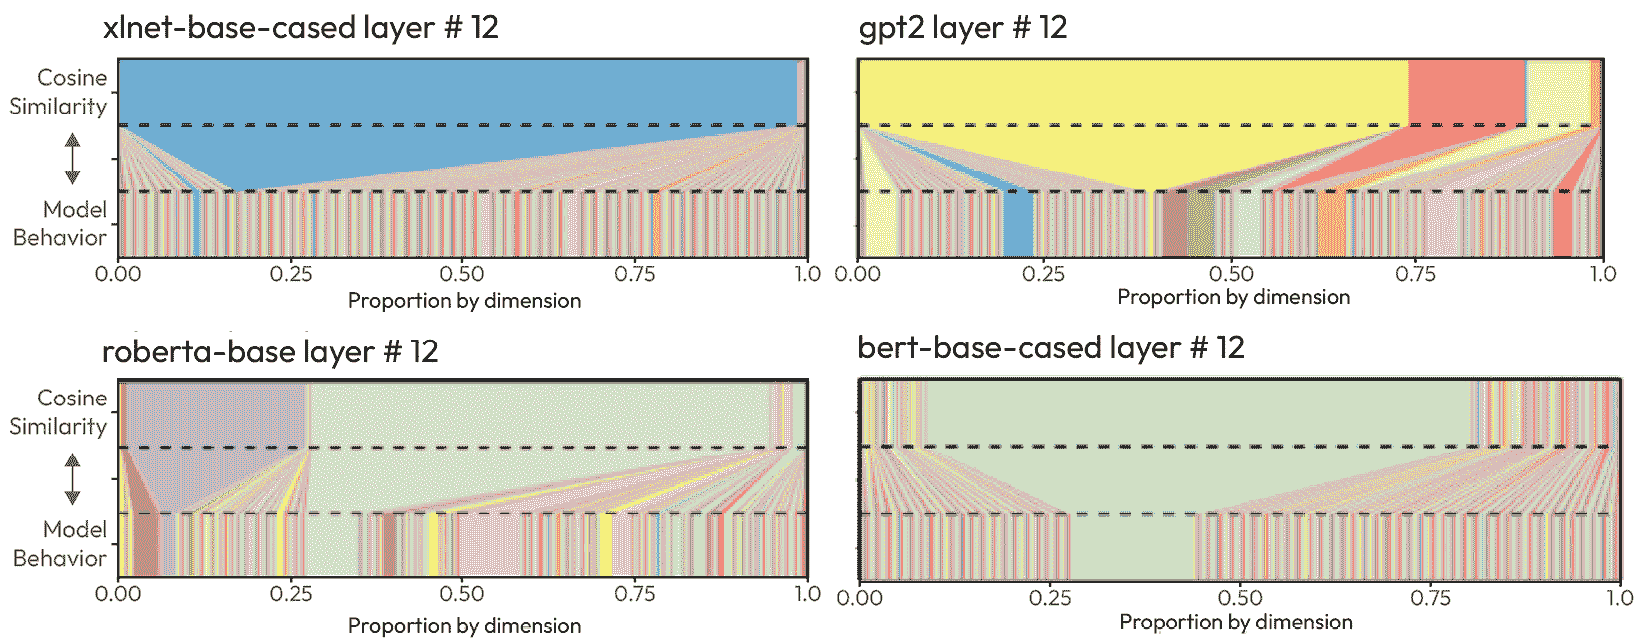 xlnet-base-cased layer # 12
Cosine
Similarity
Model
Behavior
0.00 0.25 0.50 0.75 1.0
Proportion by dimension
gpt2 layer # 12
0.00 0.25 0.50 0.75 1.0
Proportion by dimension
roberta-base layer # 12
Cosine
Similarity
Model
Behavior
0.00 0.25 0.50 0.75 1.0
Proportion by dimension
bert-base-cased layer # 12
0.00 0.25 0.50 0.75 1.0
Proportion by dimension